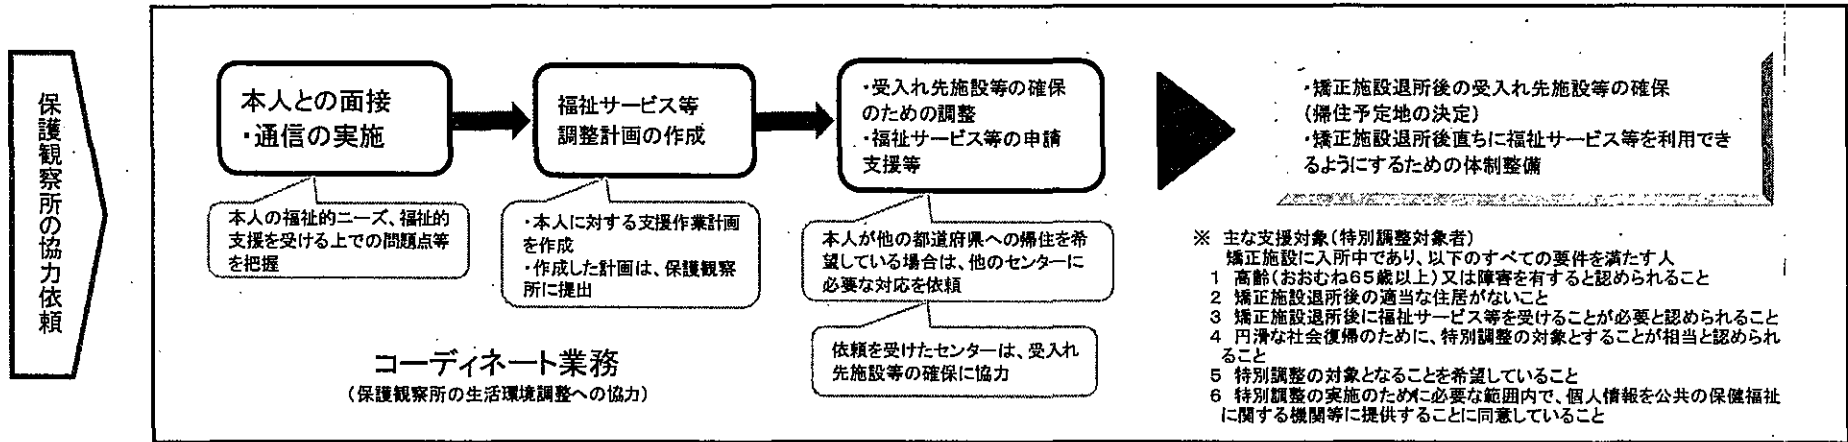 保護観察所の協力依頼
本人との面接
・通信の実施
本人の福祉的ニーズ、福祉的
支援を受ける上での問題点等
を把握
福祉サービス等
調整計画の作成
・本人に対する支援作業計画
を作成
・作成した計画は、保護観察
所に提出
・受入れ先施設等の確保
のための調整
・福祉サービス等の申請
支援等
本人が他の都道府県への帰住を希
望している場合は、他のセンターに
必要な対応を依頼
依頼を受けたセンターは、受入れ
先施設等の確保に協力
コーディネート業務
(保護観察所の生活環境調整への協力)
・矯正施設退所後の受入れ先施設等の確保
(帰住予定地の決定)
・矯正施設退所後直ちに福祉サービス等を利用でき
るようにするための体制整備
※ 主な支援対象(特別調整対象者)
矯正施設に入所中であり、以下のすべての要件を満たす人
1 高齢(おおむね65歳以上)又は障害を有すると認められること
2 矯正施設退所後の適当な住居がないこと
3 矯正施設退所後に福祉サービス等を受けることが必要と認められること
4 円滑な社会復帰のために、特別調整の対象とすることが相当と認められ
ること
5 特別調整の対象となることを希望していること
6 特別調整の実施のために必要な範囲内で、個人情報を公共の保健福祉
に関する機関等に提供することに同意していること